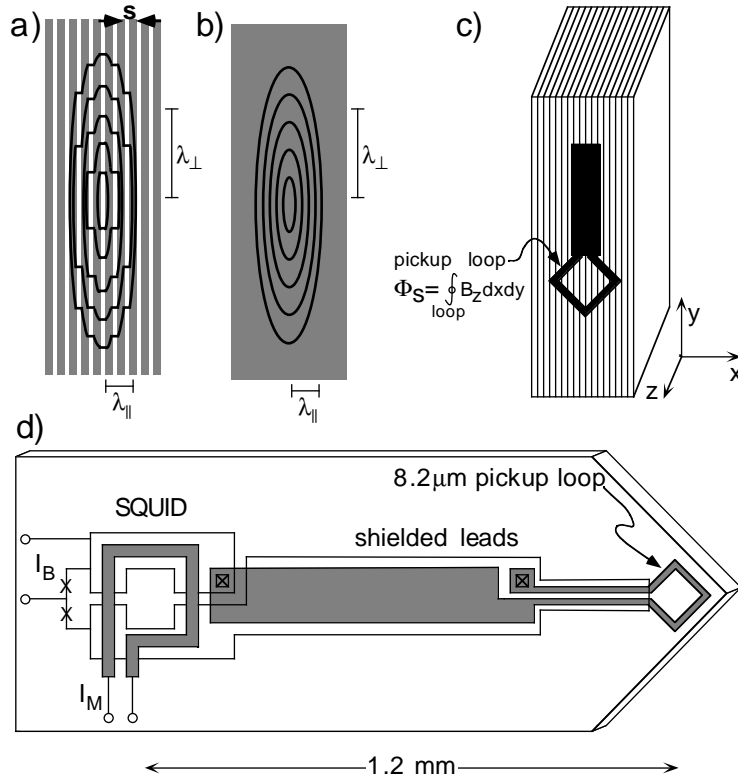 a)
s
b)
c)
λ⊥
λ⊥
λ∥
λ∥
pickup loop
Φs=∮Bzdxdy
loop
y
x
z
d)
8.2μm pickup loop
SQUID
shielded leads
IB
IM
1.2 mm